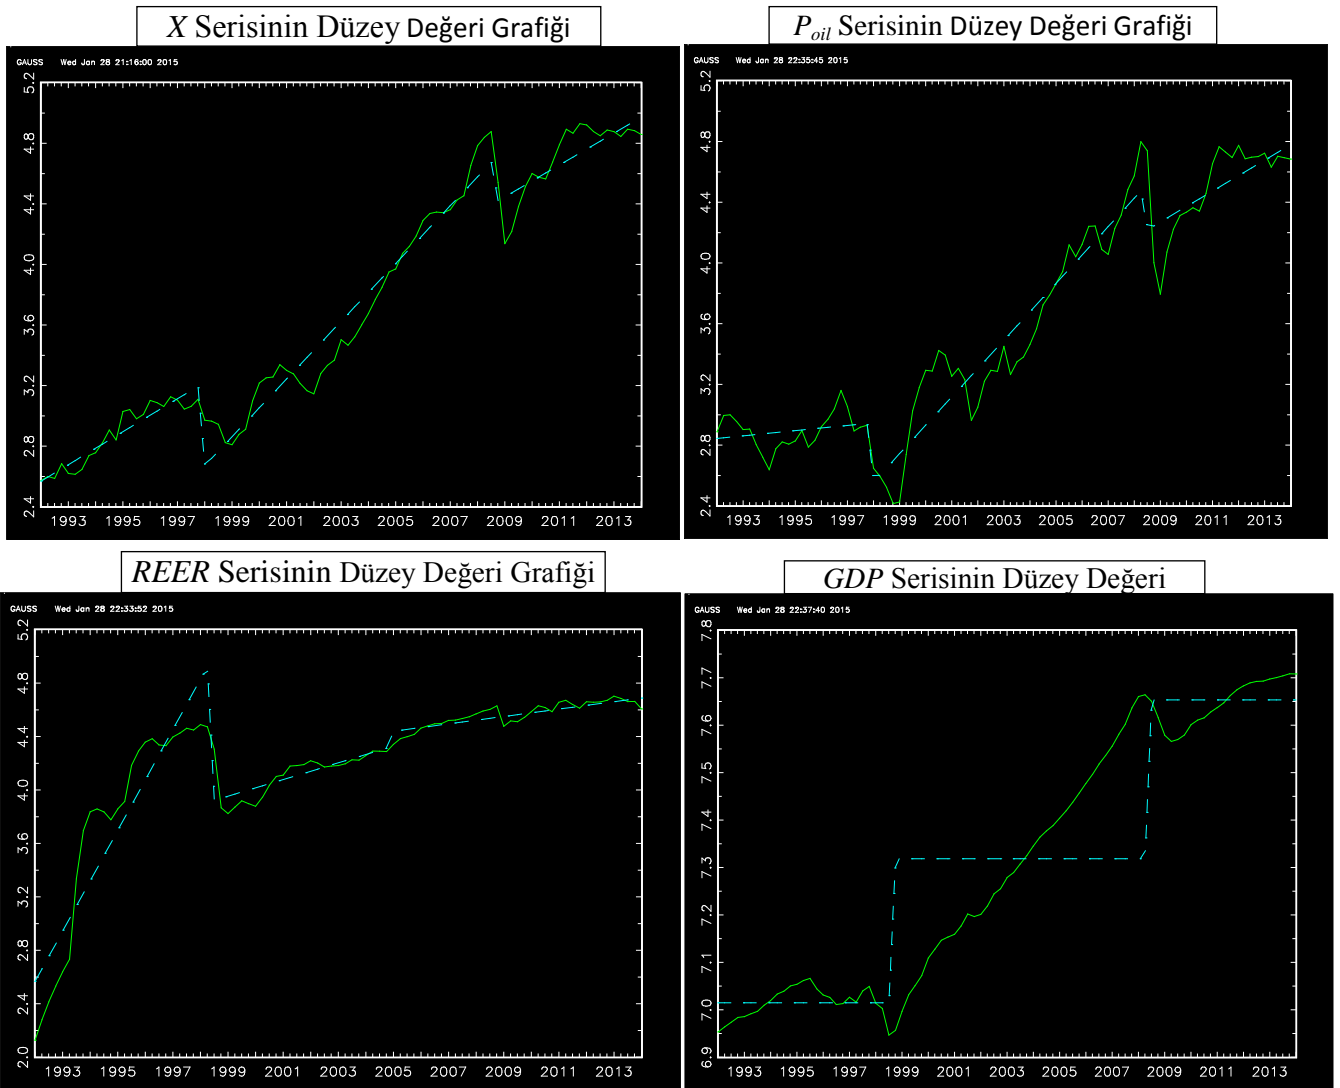 X Serisinin Düzey Değeri Grafiği
GAUSS Wed Jan 28 21:16:00 2015
5.2
4.8
4.4
4.0
3.6
3.2
2.8
2.4
1993 1995 1997 1999 2001 2003 2005 2007 2009 2011 2013
Poil Serisinin Düzey Değeri Grafiği
GAUSS Wed Jan 28 22:35:45 2015
5.2
4.8
4.4
4.0
3.6
3.2
2.8
2.4
1993 1995 1997 1999 2001 2003 2005 2007 2009 2011 2013
REER Serisinin Düzey Değeri Grafiği
GAUSS Wed Jan 28 22:33:52 2015
5.2
4.8
4.4
4.0
3.6
3.2
2.8
2.4
2.0
1993 1995 1997 1999 2001 2003 2005 2007 2009 2011 2013
GDP Serisinin Düzey Değeri
GAUSS Wed Jan 28 22:37:40 2015
7.8
7.7
7.6
7.5
7.4
7.3
7.2
7.1
7.0
6.9
1993 1995 1997 1999 2001 2003 2005 2007 2009 2011 2013